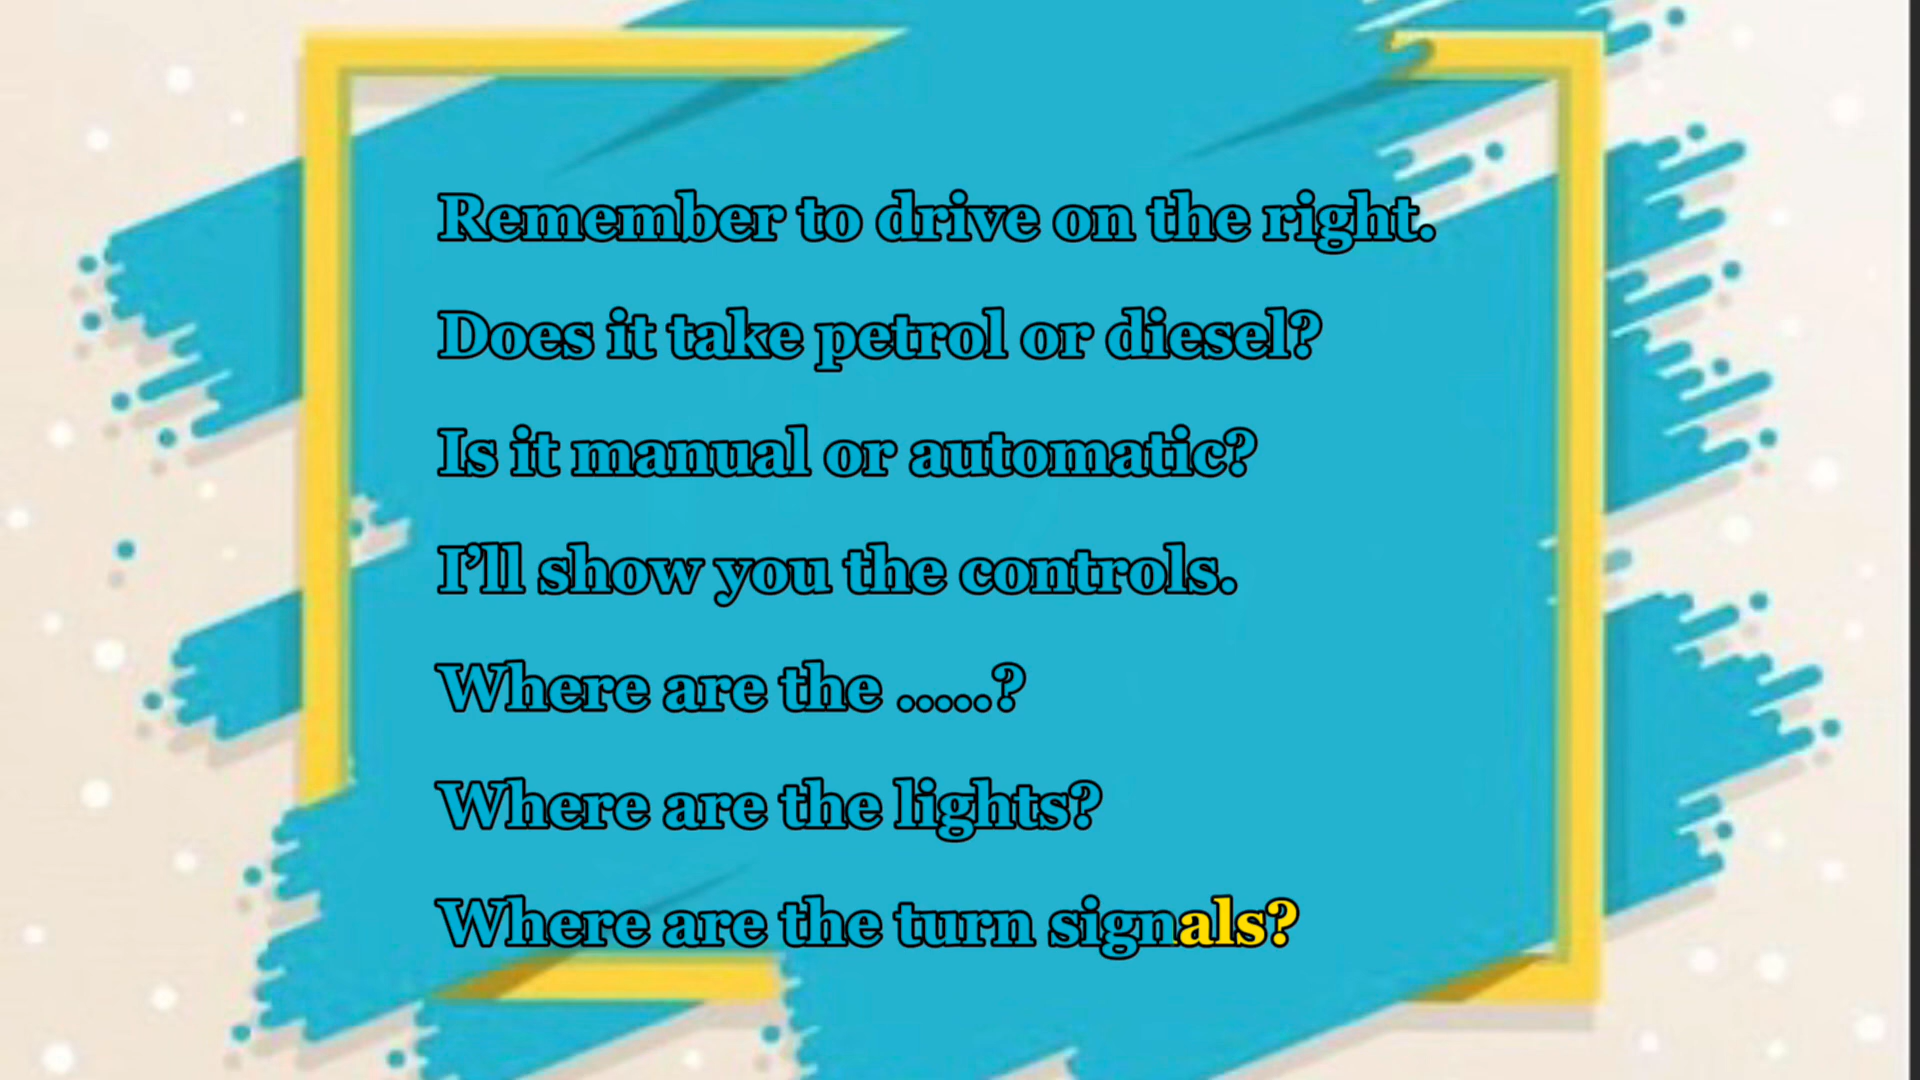 Remember to drive on the right.
Does it take petrol or diesel?
Is it manual or automatic?
I’ll show you the controls.
Where are the .....?
Where are the lights?
Where are the turn signals?